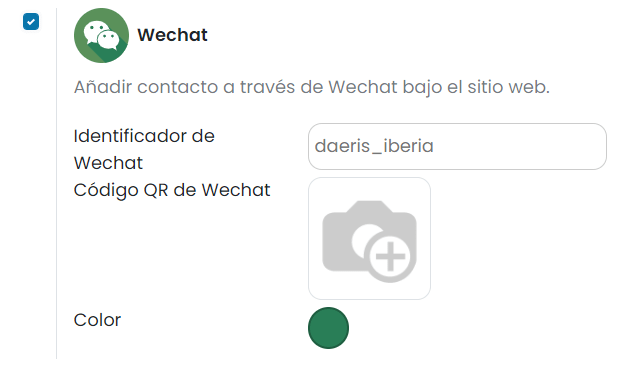 Wechat
Añadir contacto a través de Wechat bajo el sitio web.
Identificador de
Wechat
daeris_iberia
Código QR de Wechat
Color